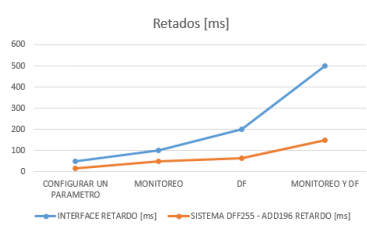 Retados [ms]
600
500
400
300
200
100
0
CONFIGURAR UN
PARAMETRO
MONITOREO
DF
MONITOREO Y DF
INTERFACE RETARDO [ms]
SISTEMA DFF255 - ADD196 RETARDO [ms]